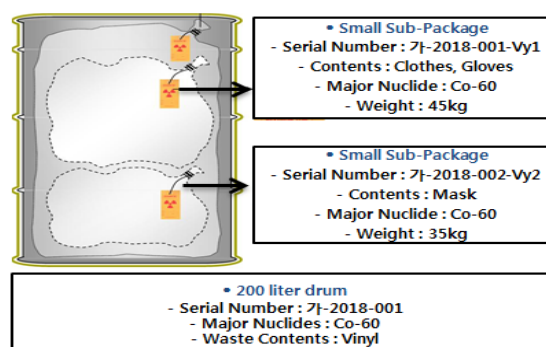 • Small Sub-Package
- Serial Number : 가-2018-001-Vy1
- Contents : Clothes, Gloves
- Major Nuclide : Co-60
- Weight : 45kg
• Small Sub-Package
- Serial Number : 가-2018-002-Vy2
- Contents : Mask
- Major Nuclide : Co-60
- Weight : 35kg
• 200 liter drum
- Serial Number : 가-2018-001
- Major Nuclides : Co-60
- Waste Contents : Vinyl